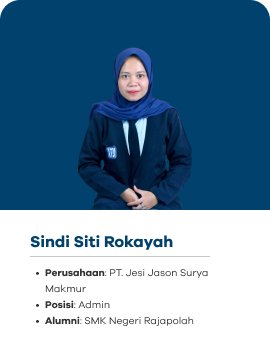 Sindi Siti Rokayah
• Perusahaan: PT. Jesi Jason Surya
Makmur
• Posisi: Admin
• Alumni: SMK Negeri Rajapolah